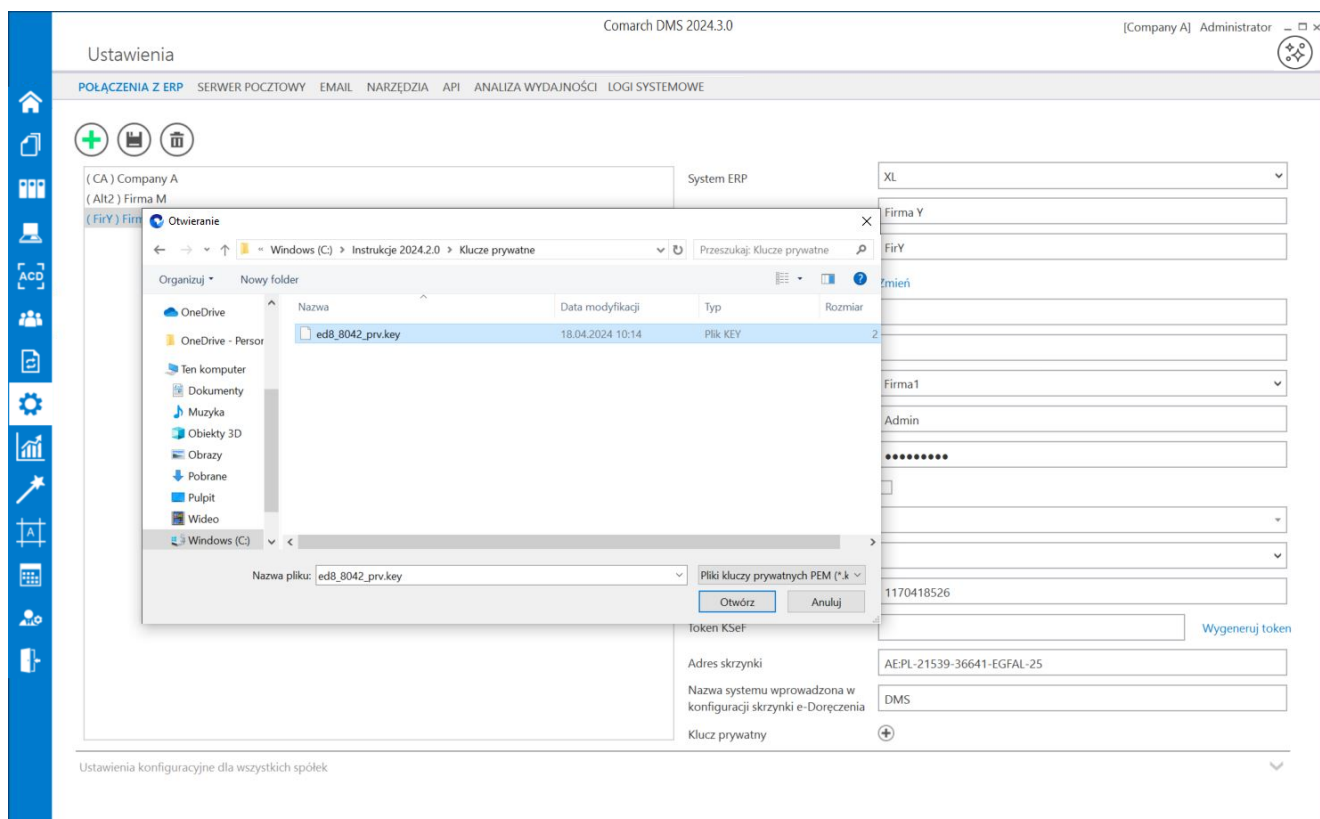 Comarch DMS 2024.3.0
[Company A] Administrator
Ustawienia
POŁĄCZENIA Z ERP SERWER POCZTOWY EMAIL NARZĘDZIA API ANALIZA WYDAJNOŚCI LOGI SYSTEMOWE
ACD
A
( CA ) Company A
( Alt2 ) Firma M
( FirY )
System ERP XL
Firma Y
FirY
Zmień
Firma1
Admin
1170418526
Otwieranie
« Windows (C:) > Instrukcje 2024.2.0 > Klucze prywatne
Przeszukaj: Klucze prywatne
Organizuj Nowy folder
Nazwa Data modyfikacji Typ Rozmiar
ed8_8042_prv.key 18.04.2024 10:14 Plik KEY 2
OneDrive
OneDrive - Person
Ten komputer
Dokumenty
Muzyka
Obiekty 3D
Obrazy
Pobrane
Pulpit
Wideo
Windows (C:)
Nazwa pliku: ed8_8042_prv.key Pliki kluczy prywatnych PEM (*.k
Otwórz Anuluj
Token KSeF Wygeneruj token
Adres skrzynki AE:PL-21539-36641-EGFAL-25
Nazwa systemu wprowadzona w
konfiguracji skrzynki e-Doręczenia DMS
Klucz prywatny
Ustawienia konfiguracyjne dla wszystkich spółek